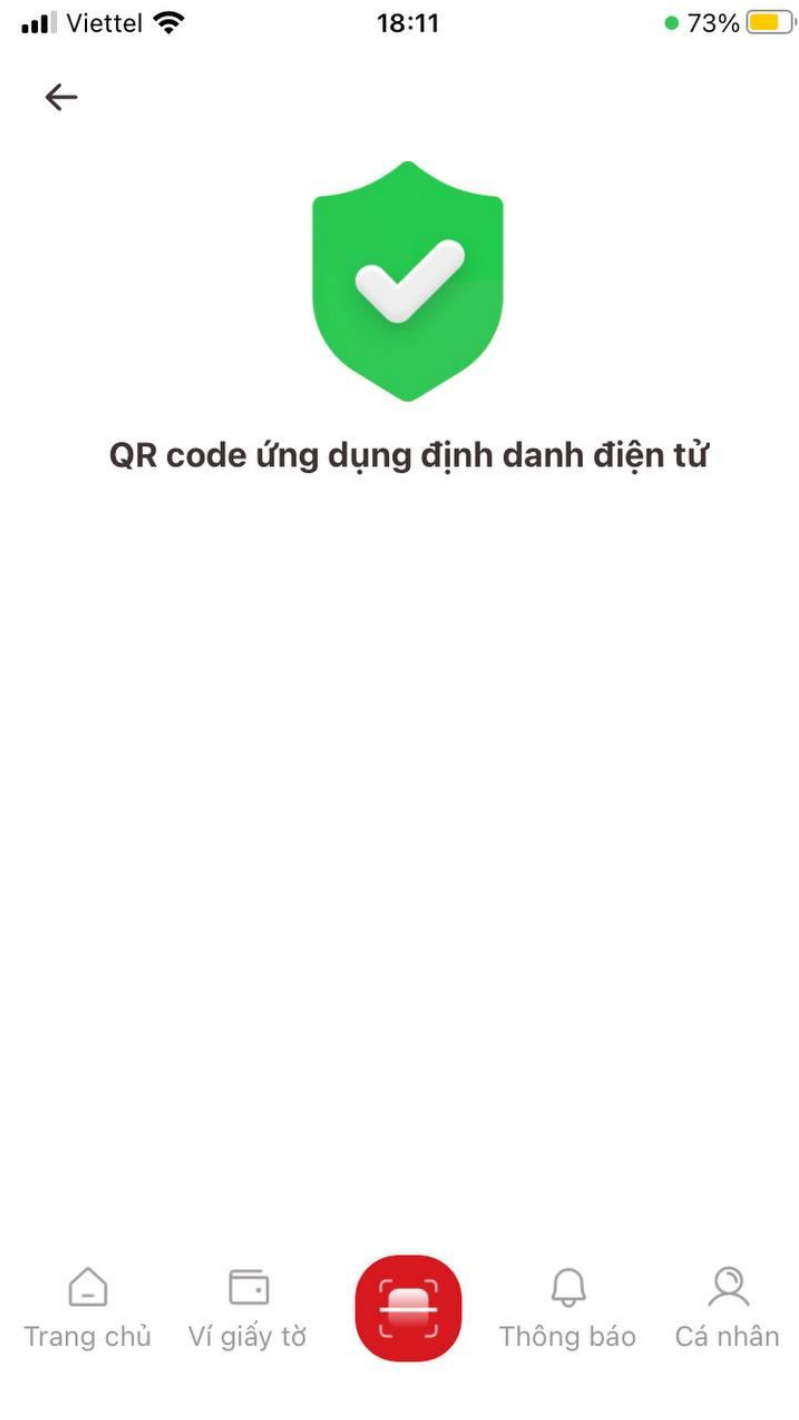 Viettel 18:11 73%
QR code ứng dụng định danh điện tử
Trang chủ Ví giấy tờ Thông báo Cá nhân